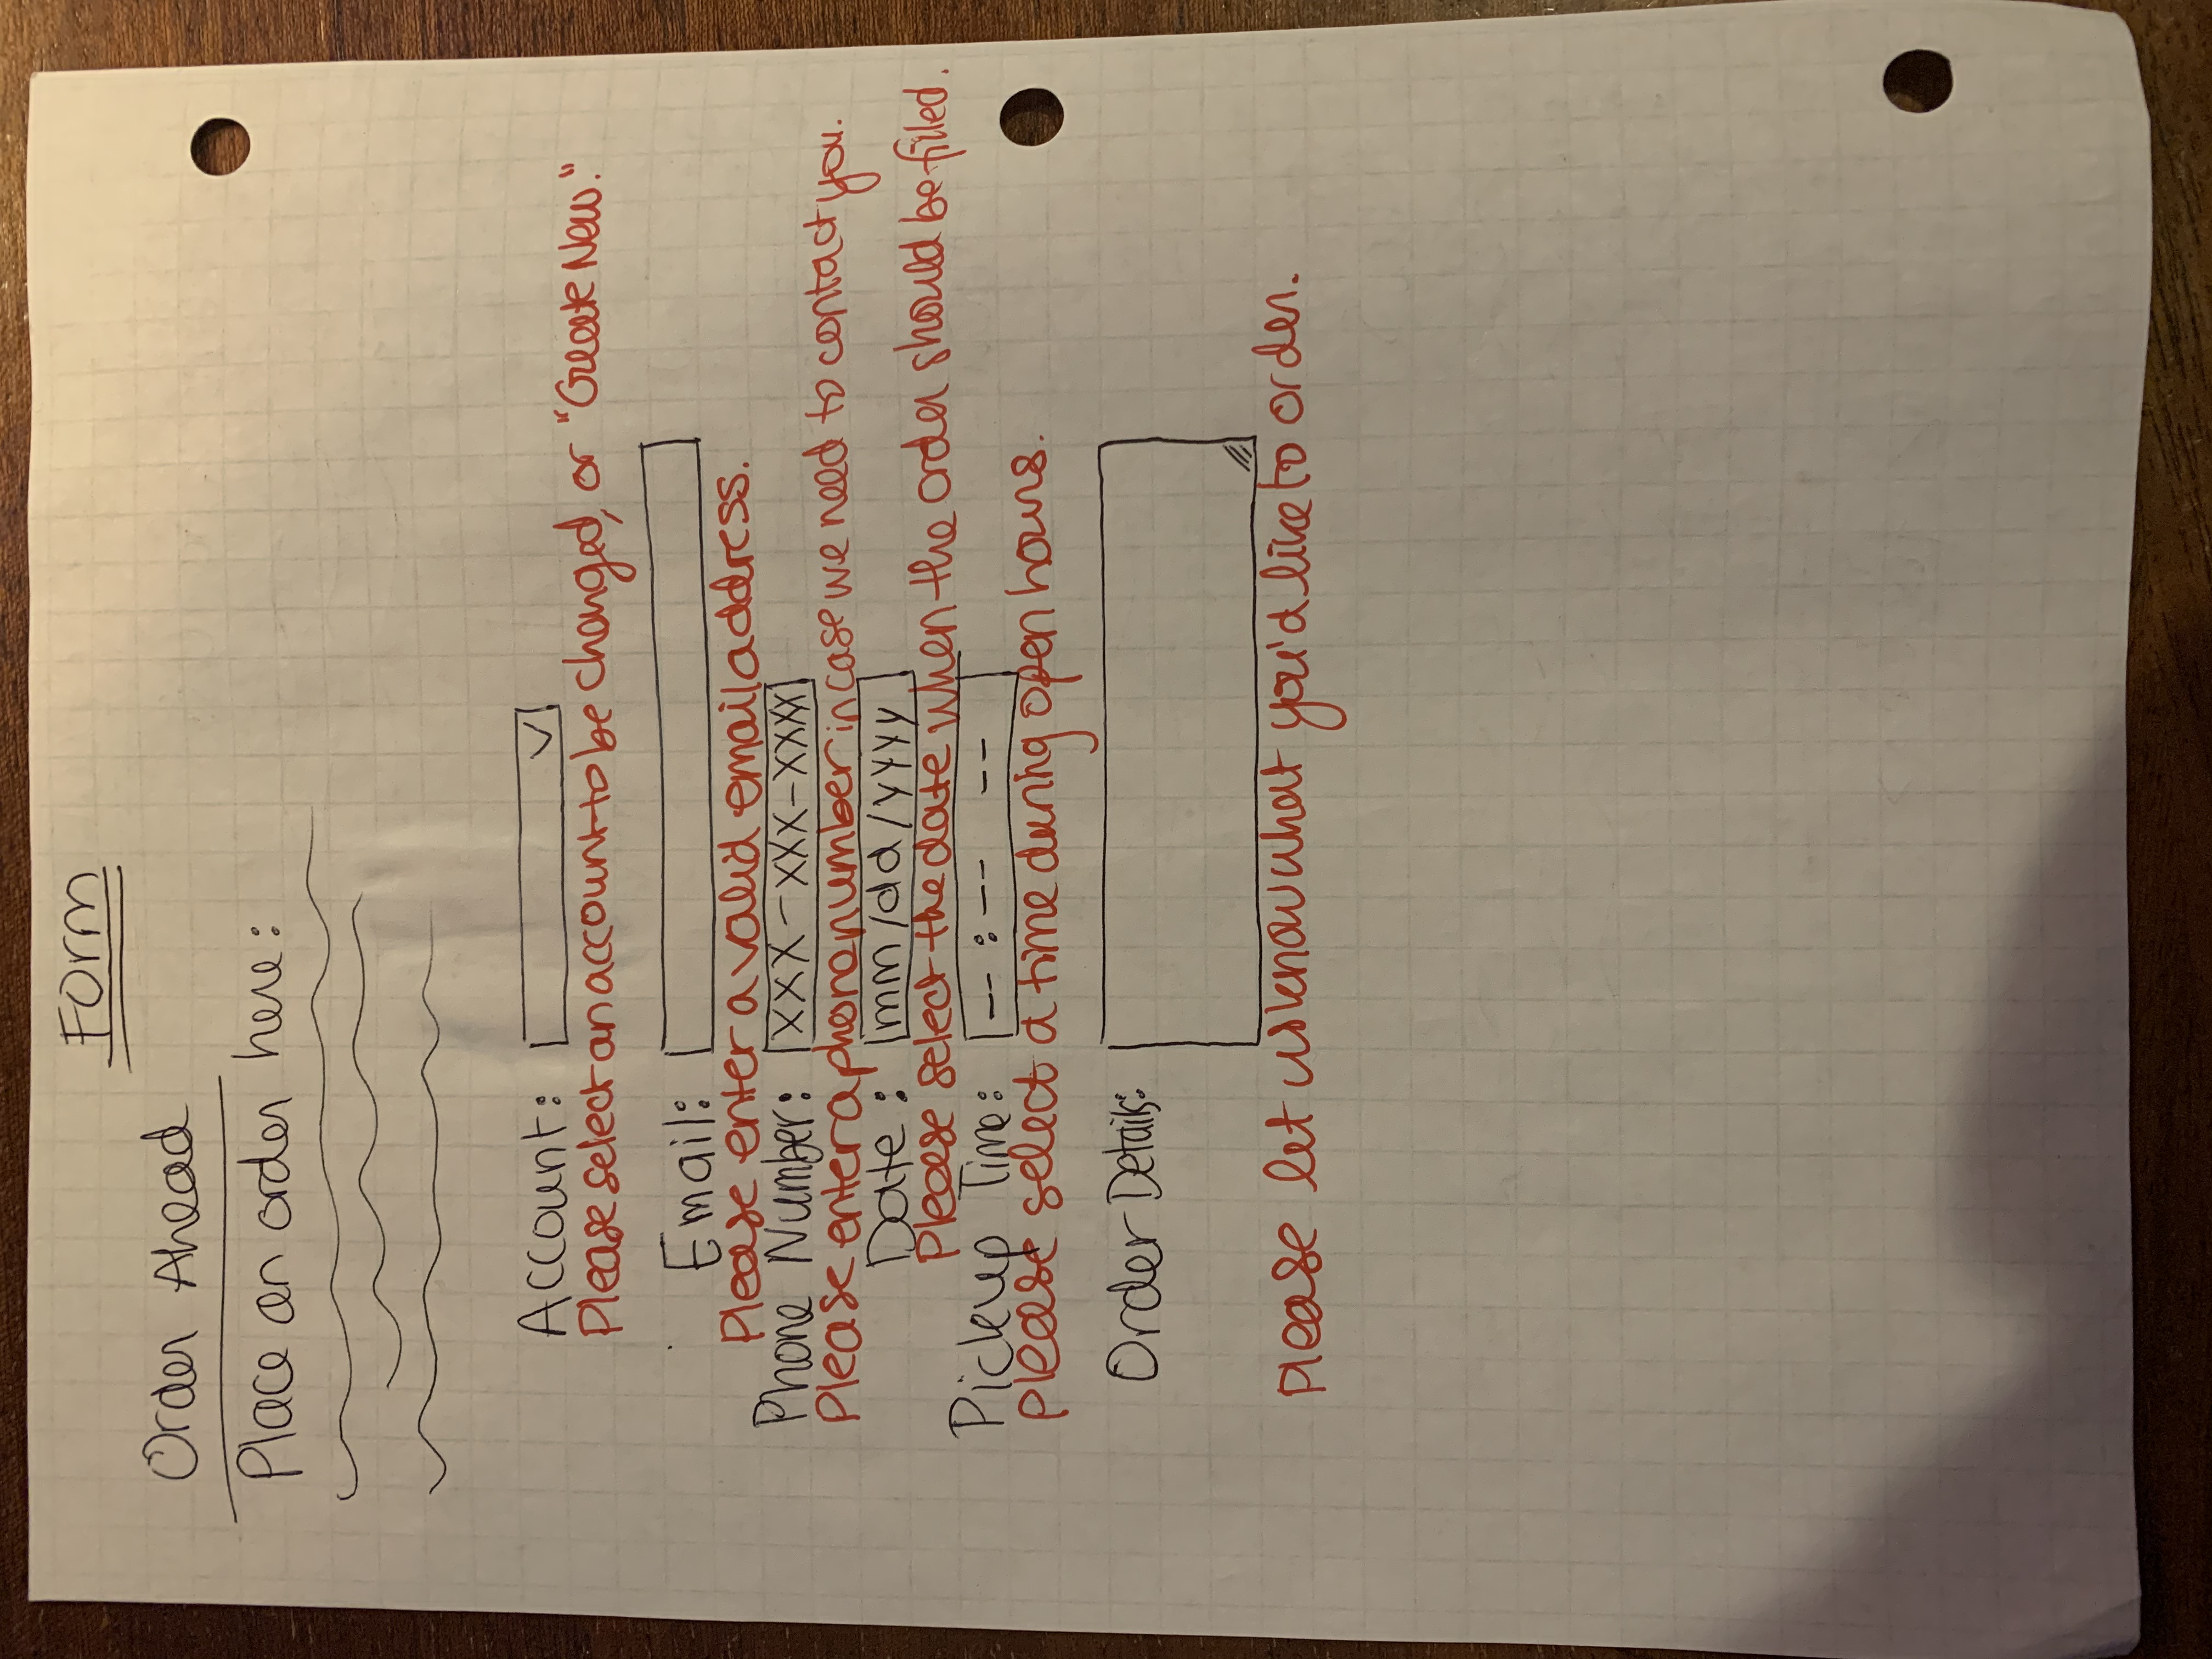 Form
Order Ahead
Place an order here:
Account:
Please select an account to be changed, or "Create New."
Email:
Please enter a valid email address.
Phone Number: XXX-XXX-XXXX
Please enter a phone number in case we need to contact you.
Date: mm/dd/yyyy
Please select the date when the order should be filled.
Pickup Time: --:-- --
Please select a time during open hours.
Order Details:
Please let us know what you'd like to order.